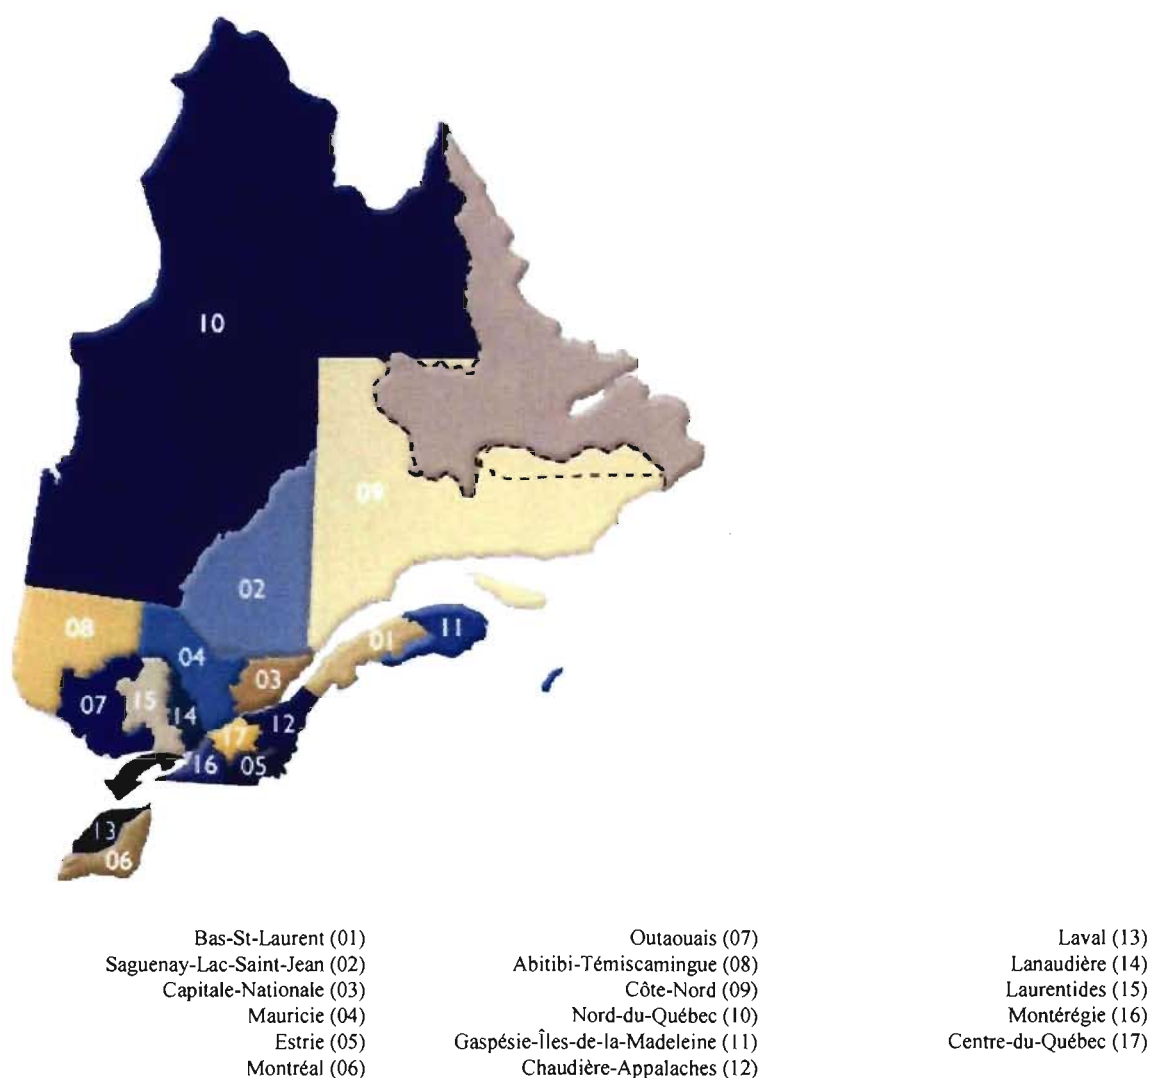 10
09
02
08
11
01
04
03
07
15
14
12
17
16
05
13
06
Bas-St-Laurent (01)
Saguenay-Lac-Saint-Jean (02)
Capitale-Nationale (03)
Mauricie (04)
Estrie (05)
Montréal (06)
Outaouais (07)
Abitibi-Témiscamingue (08)
Côte-Nord (09)
Nord-du-Québec (10)
Gaspésie-Îles-de-la-Madeleine (11)
Chaudière-Appalaches (12)
Laval (13)
Lanaudière (14)
Laurentides (15)
Montérégie (16)
Centre-du-Québec (17)